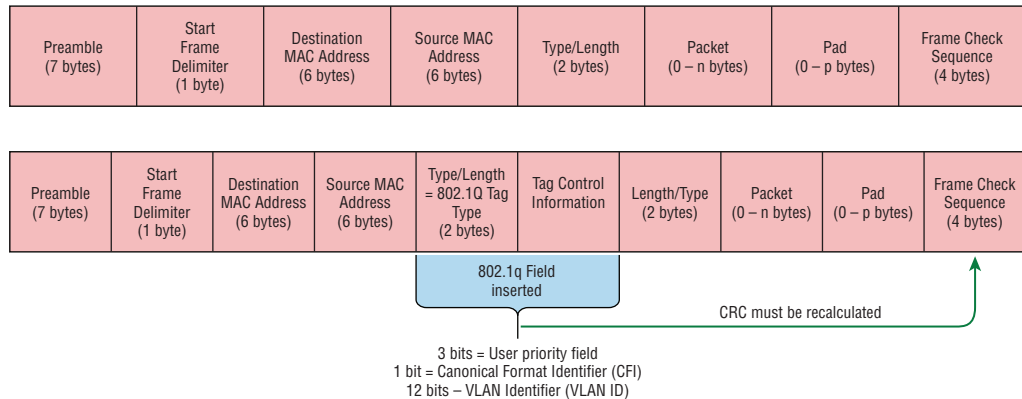 Preamble
(7 bytes)
Start
Frame
Delimiter
(1 byte)
Destination
MAC Address
(6 bytes)
Source MAC
Address
(6 bytes)
Type/Length
(2 bytes)
Packet
(0 – n bytes)
Pad
(0 – p bytes)
Frame Check
Sequence
(4 bytes)
Preamble
(7 bytes)
Start
Frame
Delimiter
(1 byte)
Destination
MAC Address
(6 bytes)
Source MAC
Address
(6 bytes)
Type/Length
= 802.1Q Tag
Type
(2 bytes)
Tag Control
Information
Length/Type
(2 bytes)
Packet
(0 – n bytes)
Pad
(0 – p bytes)
Frame Check
Sequence
(4 bytes)
802.1q Field
inserted
CRC must be recalculated
3 bits = User priority field
1 bit = Canonical Format Identifier (CFI)
12 bits – VLAN Identifier (VLAN ID)